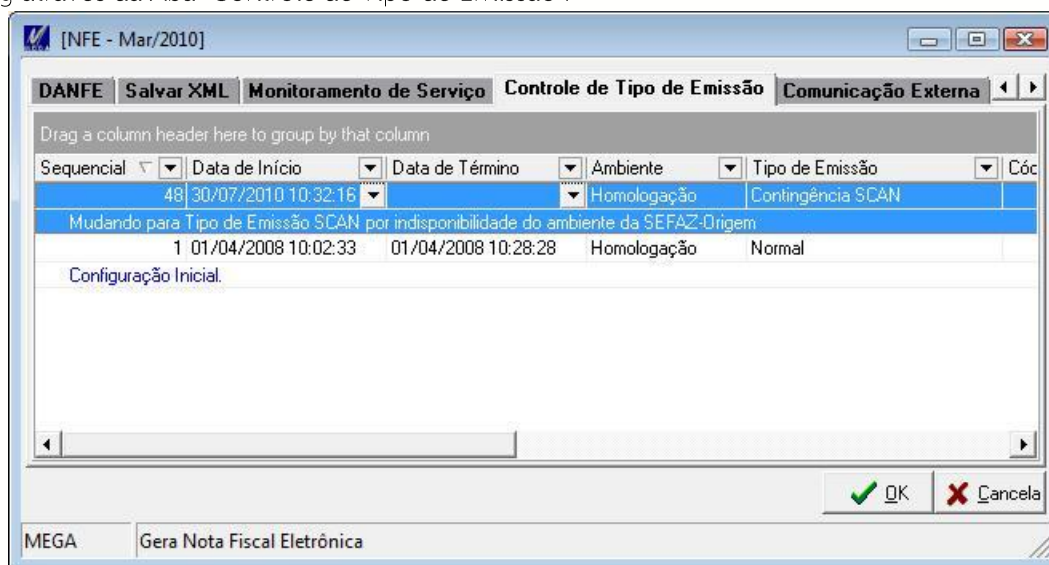 através da Aba "Controle de Tipo de Emissão".
[NFE - Mar/2010]
DANFE Salvar XML Monitoramento de Serviço Controle de Tipo de Emissão Comunicação Externa
Drag a column header here to group by that column
Sequencial Data de Início Data de Término Ambiente Tipo de Emissão Cóc
48 30/07/2010 10:32:16 Homologação Contingência SCAN
Mudando para Tipo de Emissão SCAN por indisponibilidade do ambiente da SEFAZ-Origem
1 01/04/2008 10:02:33 01/04/2008 10:28:28 Homologação Normal
Configuração Inicial.
OK Cancela
MEGA Gera Nota Fiscal Eletrônica